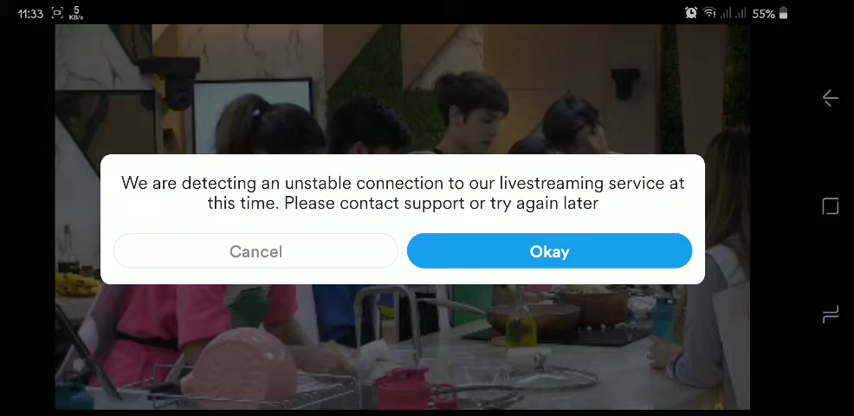 11:33 5 KB/s 55%
We are detecting an unstable connection to our livestreaming service at
this time. Please contact support or try again later
Cancel Okay